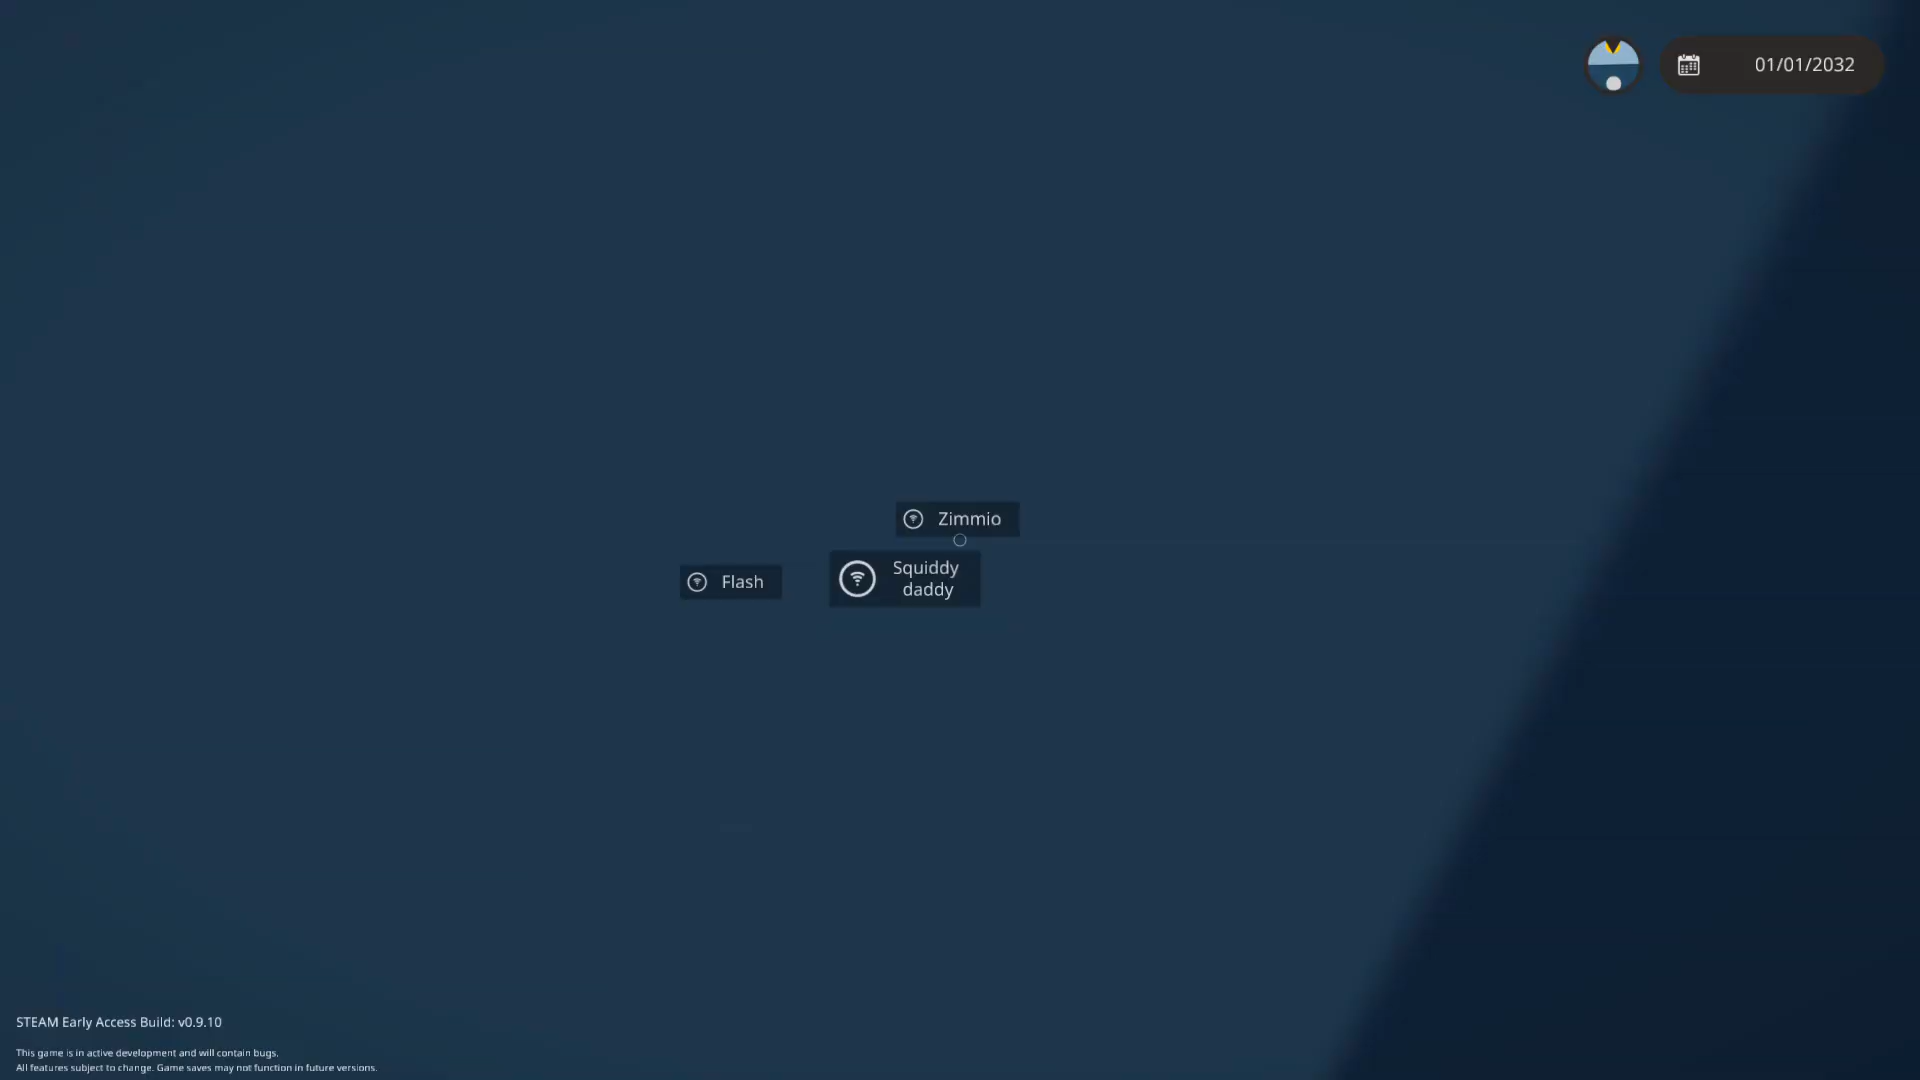 01/01/2032
Zimmio
Flash
Squiddy
daddy
STEAM Early Access Build: v0.9.10
This game is in active development and will contain bugs.
All features subject to change. Game saves may not function in future versions.